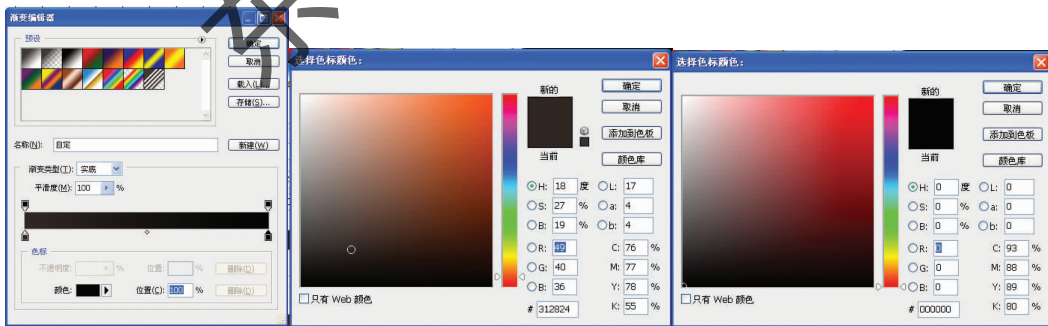 渐变编辑器
预设
确定
取消
载入(L)...
存储(S)...
名称(N): 自定
新建(W)
渐变类型(T): 实底
平滑度(M): 100 %
色标
不透明度: % 位置: % 删除(D)
颜色: 位置(C): 100 % 删除(D)
选择色标颜色:
新的
当前
确定
取消
添加到色板
颜色库
H: 18 度 L: 17
S: 27 % a: 4
B: 19 % b: 4
R: 49 C: 76 %
G: 40 M: 77 %
B: 36 Y: 78 %
# 312824 K: 55 %
只有 Web 颜色
选择色标颜色:
新的
当前
确定
取消
添加到色板
颜色库
H: 0 度 L: 0
S: 0 % a: 0
B: 0 % b: 0
R: 0 C: 93 %
G: 0 M: 88 %
B: 0 Y: 89 %
# 000000 K: 80 %
只有 Web 颜色